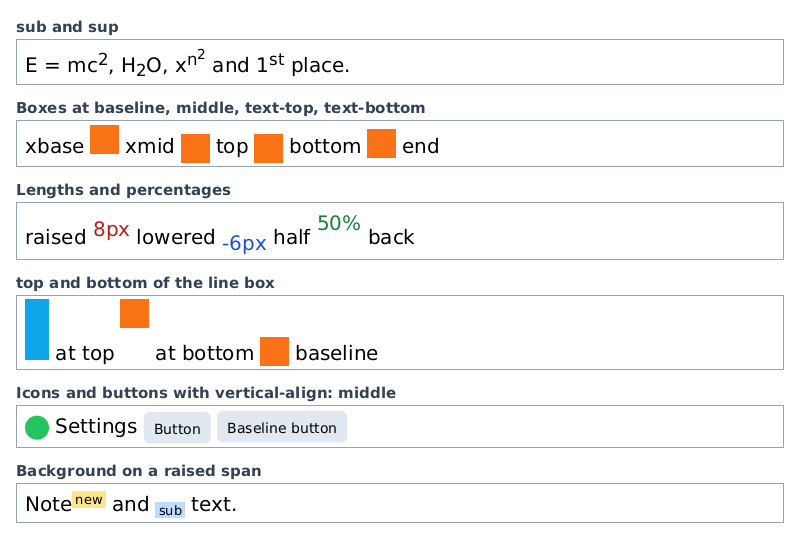 sub and sup
E = mc², H₂O, xⁿ² and 1ˢᵗ place.
Boxes at baseline, middle, text-top, text-bottom
xbase xmid top bottom end
Lengths and percentages
raised 8px lowered -6px half 50% back
top and bottom of the line box
at top at bottom baseline
Icons and buttons with vertical-align: middle
Settings Button Baseline button
Background on a raised span
Notenew and sub text.